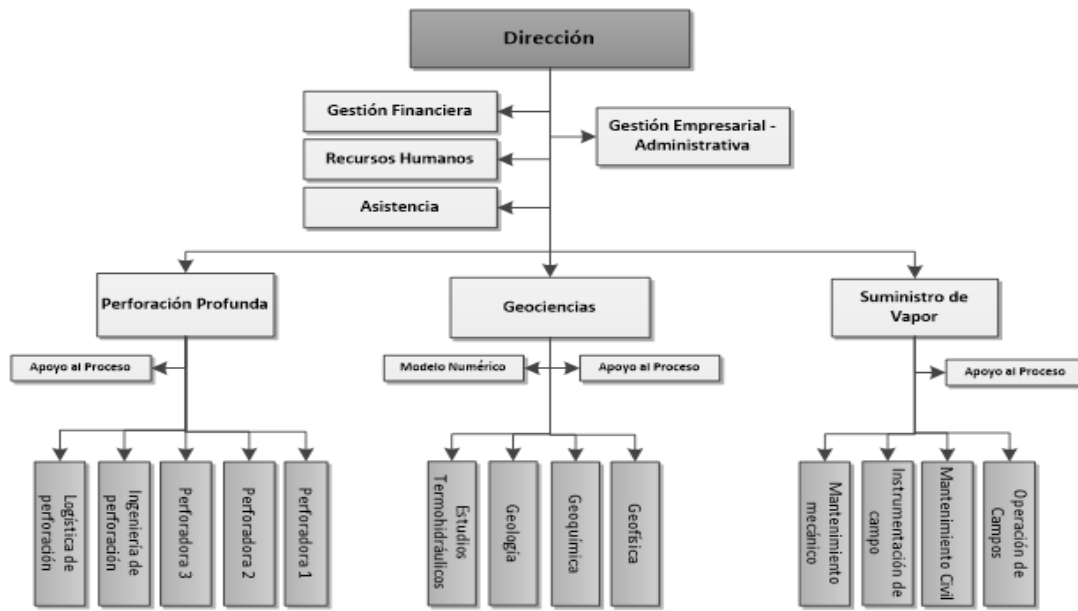 Dirección
Gestión Financiera
Gestión Empresarial -
Administrativa
Recursos Humanos
Asistencia
Perforación Profunda
Geociencias
Suministro de
Vapor
Apoyo al Proceso
Modelo Numérico
Apoyo al Proceso
Apoyo al Proceso
Logística de
perforación
Ingeniería de
perforación
Perforadora 3
Perforadora 2
Perforadora 1
Estudios
Termohidráulicos
Geología
Geoquímica
Geofísica
Mantenimiento
mecánico
Instrumentación de
campo
Mantenimiento Civil
Operación de
Campos